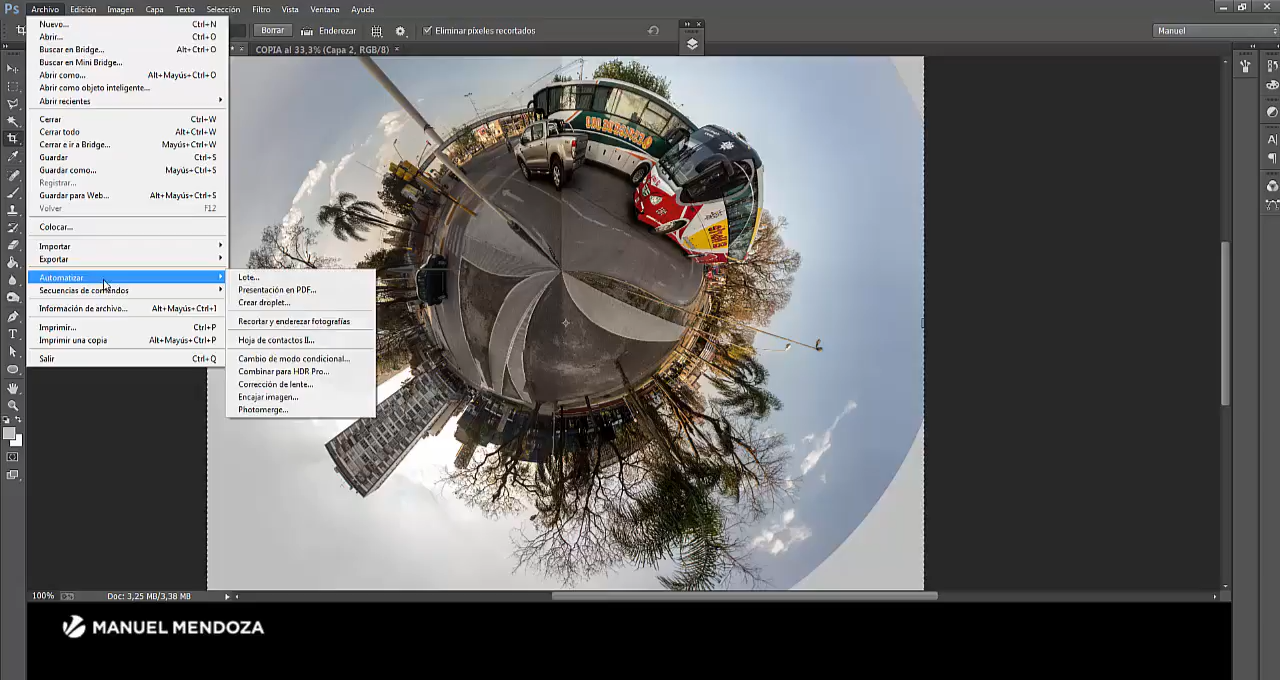 Ps Archivo Edición Imagen Capa Texto Selección Filtro Vista Ventana Ayuda
Borrar Enderezar Eliminar píxeles recortados Manuel
COPIA al 33,3% (Capa 2, RGB/8)
Nuevo... Ctrl+N
Abrir... Ctrl+O
Buscar en Bridge... Alt+Ctrl+O
Buscar en Mini Bridge...
Abrir como... Alt+Mayús+Ctrl+O
Abrir como objeto inteligente...
Abrir recientes
Cerrar Ctrl+W
Cerrar todo Alt+Ctrl+W
Cerrar e ir a Bridge... Mayús+Ctrl+W
Guardar Ctrl+S
Guardar como... Mayús+Ctrl+S
Registrar...
Guardar para Web... Alt+Mayús+Ctrl+S
Volver F12
Colocar...
Importar
Exportar
Automatizar
Secuencias de comandos
Información de archivo... Alt+Mayús+Ctrl+I
Imprimir... Ctrl+P
Imprimir una copia Alt+Mayús+Ctrl+P
Salir Ctrl+Q
Lote...
Presentación en PDF...
Crear droplet...
Recortar y enderezar fotografías
Hoja de contactos II...
Cambio de modo condicional...
Combinar para HDR Pro...
Corrección de lente...
Encajar imagen...
Photomerge...
100% Doc: 3,25 MB/3,38 MB
MANUEL MENDOZA